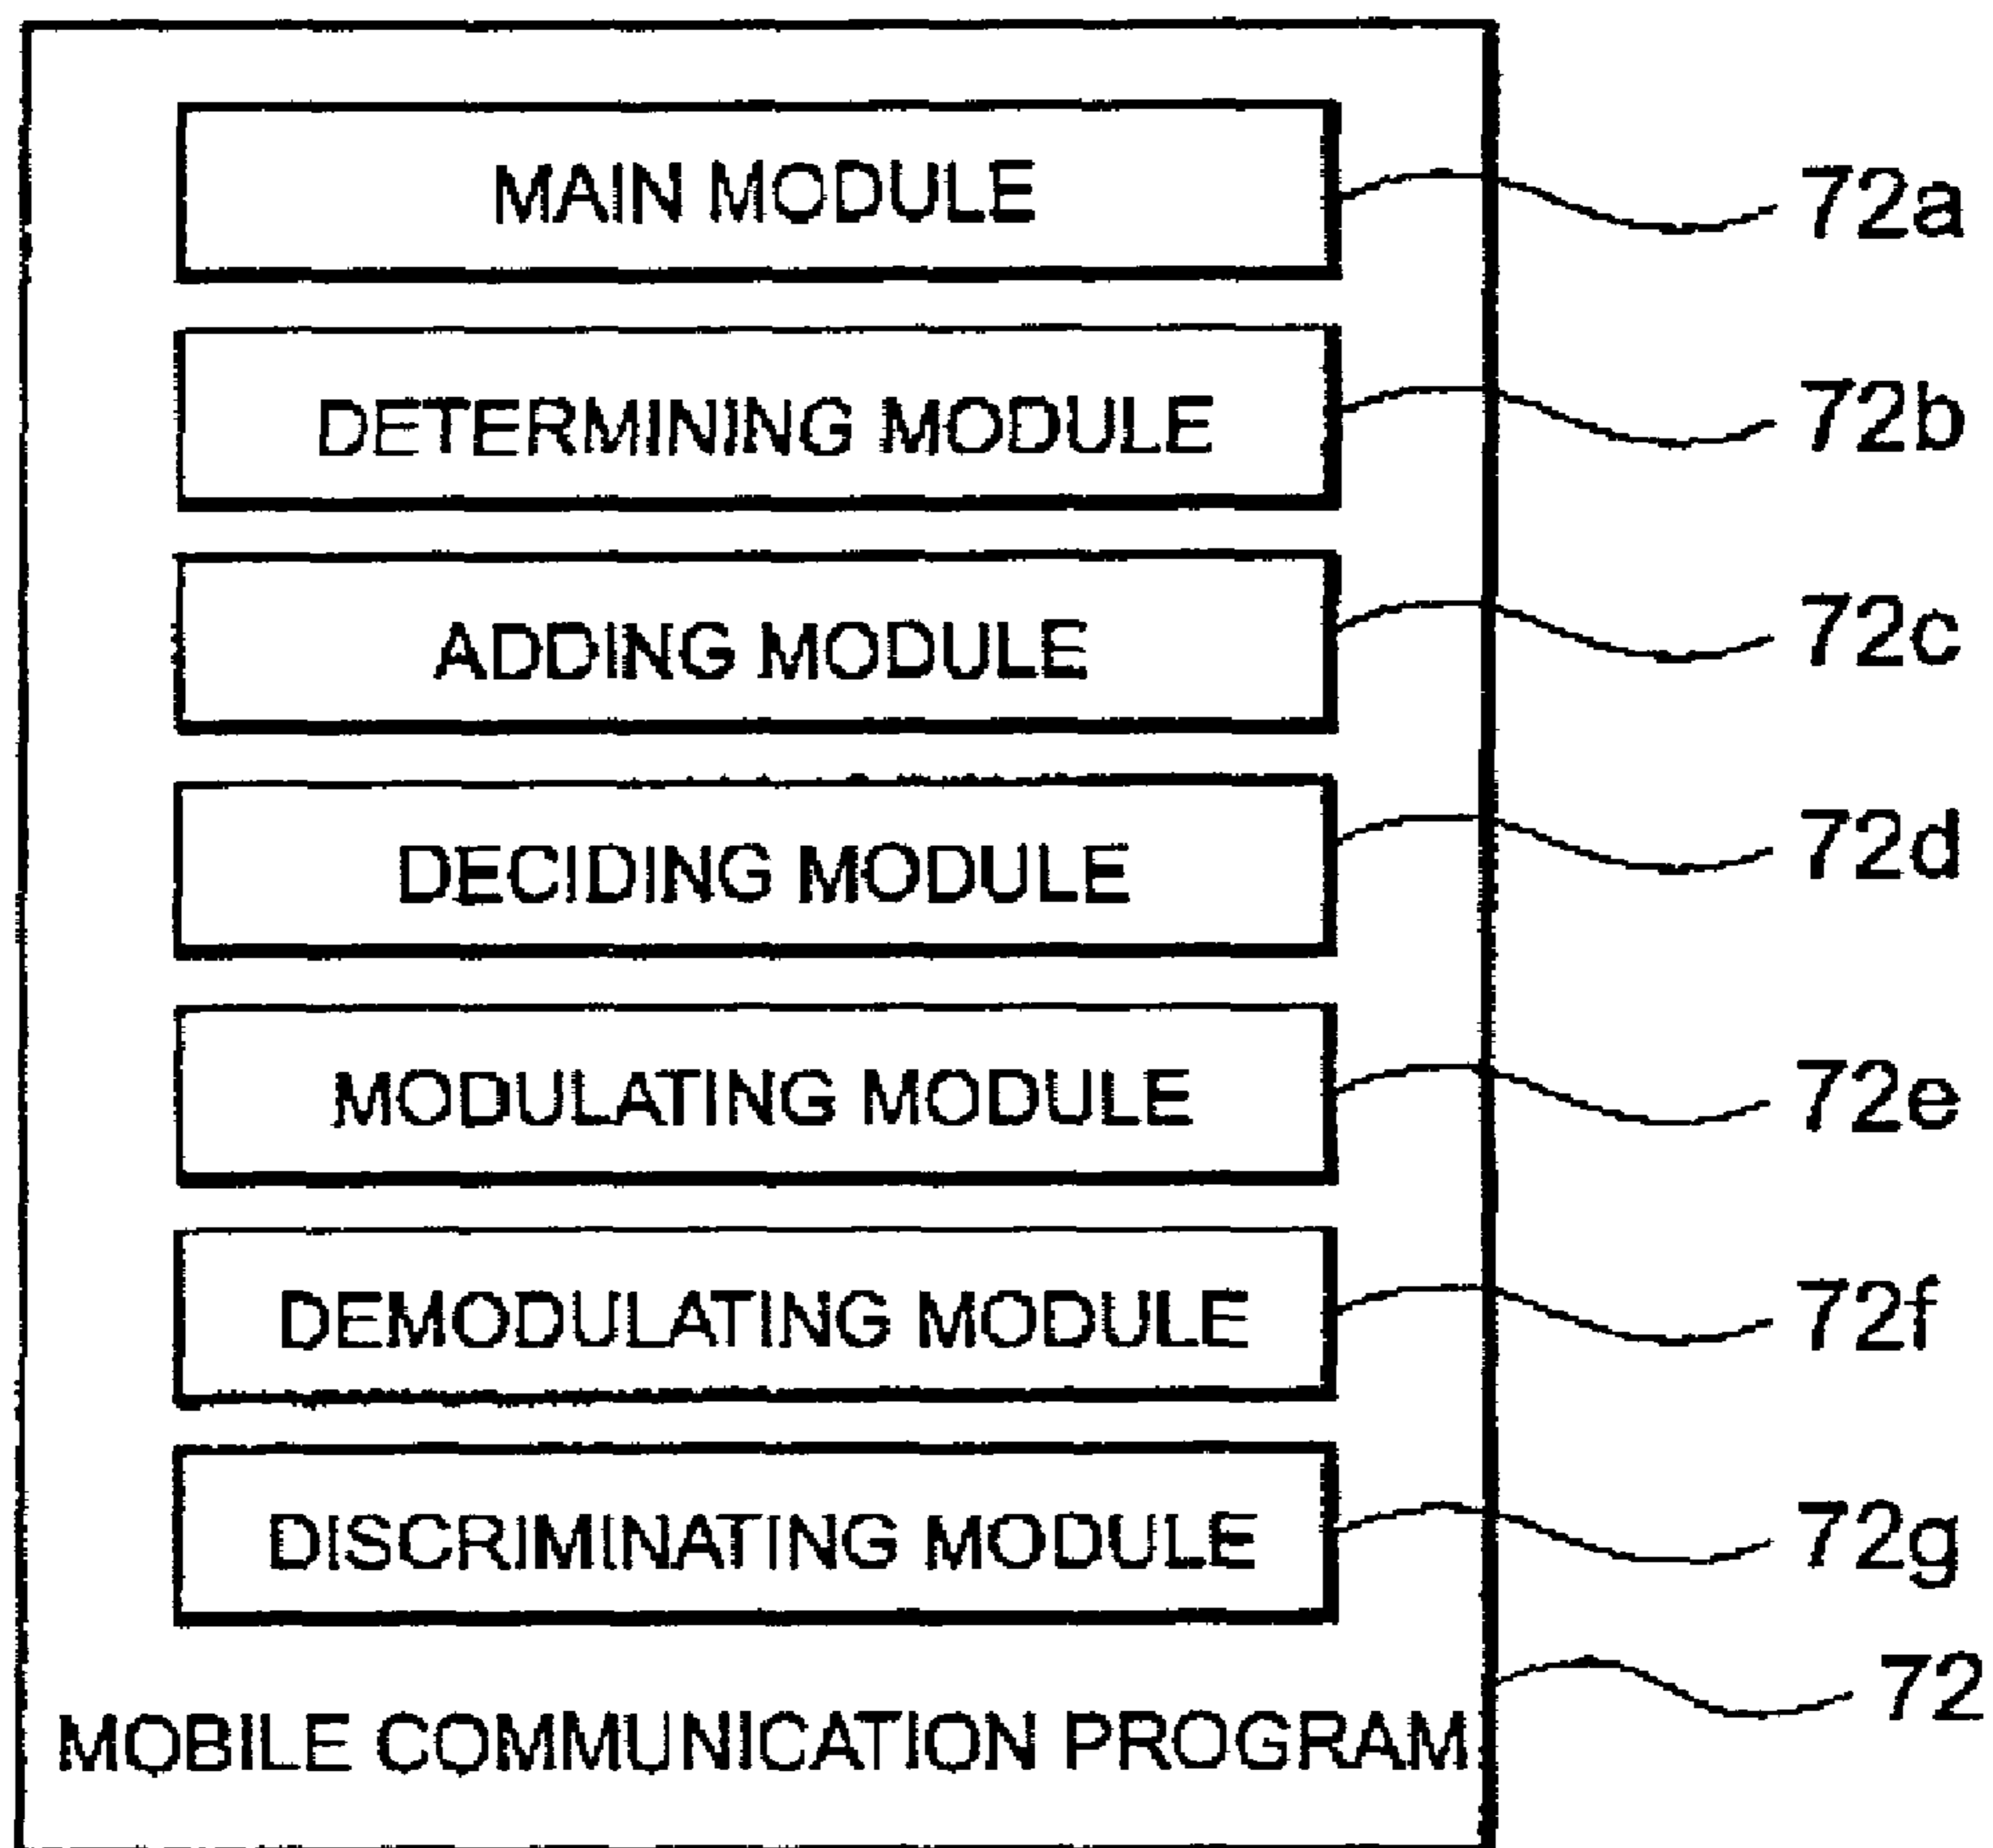 MAIN MODULE 72a
DETERMINING MODULE 72b
ADDING MODULE 72c
DECIDING MODULE 72d
MODULATING MODULE 72e
DEMODULATING MODULE 72f
DISCRIMINATING MODULE 72g
72
MOBILE COMMUNICATION PROGRAM